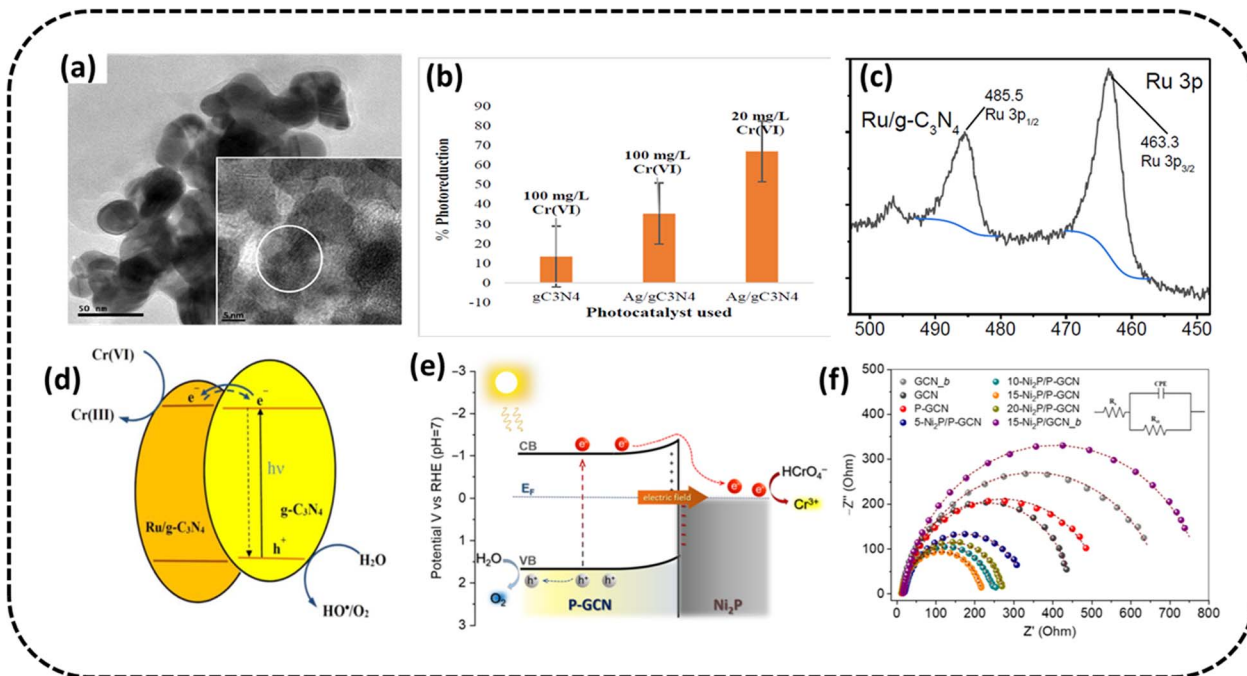 (a)
50 nm
5 nm
(b)
% Photoreduction
90
80
70
60
50
40
30
20
10
0
-10
100 mg/L
Cr(VI)
100 mg/L
Cr(VI)
20 mg/L
Cr(VI)
gC3N4
Ag/gC3N4
Ag/gC3N4
Photocatalyst used
(c)
Ru 3p
Ru/g-C₃N₄
485.5
Ru 3p₁/₂
463.3
Ru 3p₃/₂
500
490
480
470
460
450
(d)
Cr(VI)
Cr(III)
e⁻
e⁻
hν
g-C₃N₄
Ru/g-C₃N₄
h⁺
H₂O
HO•/O₂
(e)
Potential V vs RHE (pH=7)
−3
−2
−1
0
1
2
3
CB
e⁻
e⁻
E_F
electric field
e⁻
e⁻
HCrO₄⁻
Cr³⁺
H₂O
VB
O₂
h⁺
h⁺
h⁺
P-GCN
Ni₂P
(f)
-Z'' (Ohm)
500
400
300
200
100
0
GCN_b
GCN
P-GCN
5-Ni₂P/P-GCN
10-Ni₂P/P-GCN
15-Ni₂P/P-GCN
20-Ni₂P/P-GCN
15-Ni₂P/GCN_b
CPE
0
100
200
300
400
500
600
700
800
Z' (Ohm)